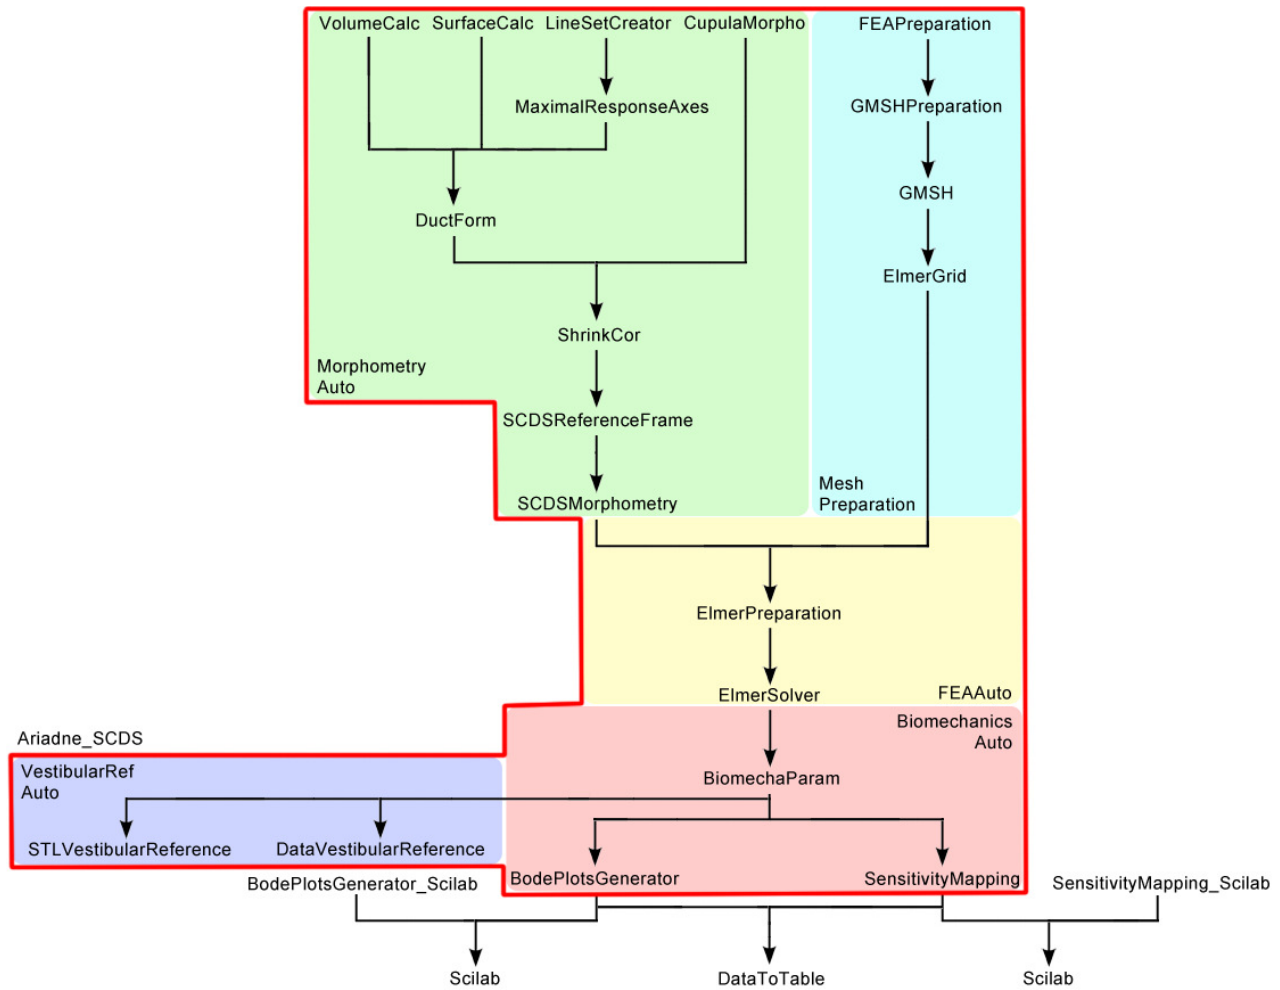 VolumeCalc SurfaceCalc LineSetCreator CupulaMorpho FEAPreparation
MaximalResponseAxes GMSHPreparation
GMSH
DuctForm
ElmerGrid
ShrinkCor
Morphometry
Auto
SCDSReferenceFrame
Mesh
Preparation
SCDSMorphometry
ElmerPreparation
ElmerSolver
FEAAuto
Biomechanics
Auto
Ariadne_SCDS
VestibularRef
Auto
BiomechaParam
STLVestibularReference DataVestibularReference
BodePlotsGenerator SensitivityMapping
BodePlotsGenerator_Scilab SensitivityMapping_Scilab
Scilab DataToTable Scilab